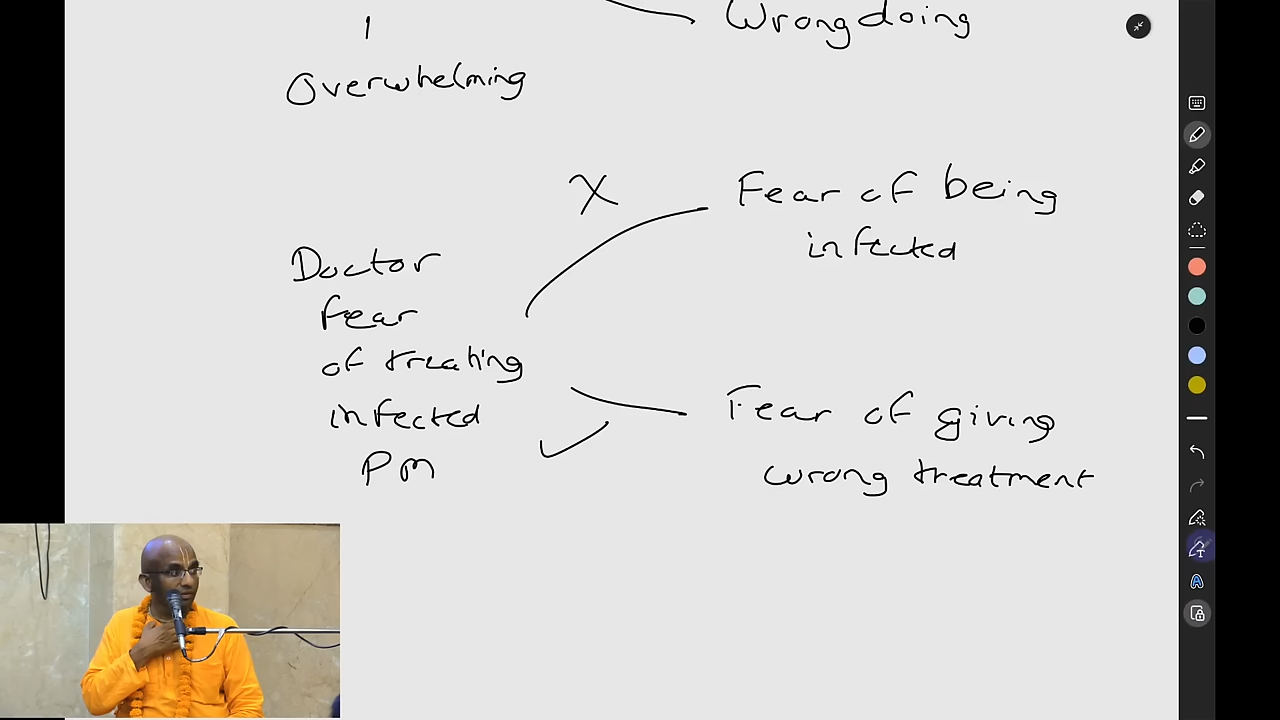 Wrongdoing
Overwhelming
X
Fear of being
infected
Doctor
fear
of treating
infected
PM
Fear of giving
wrong treatment